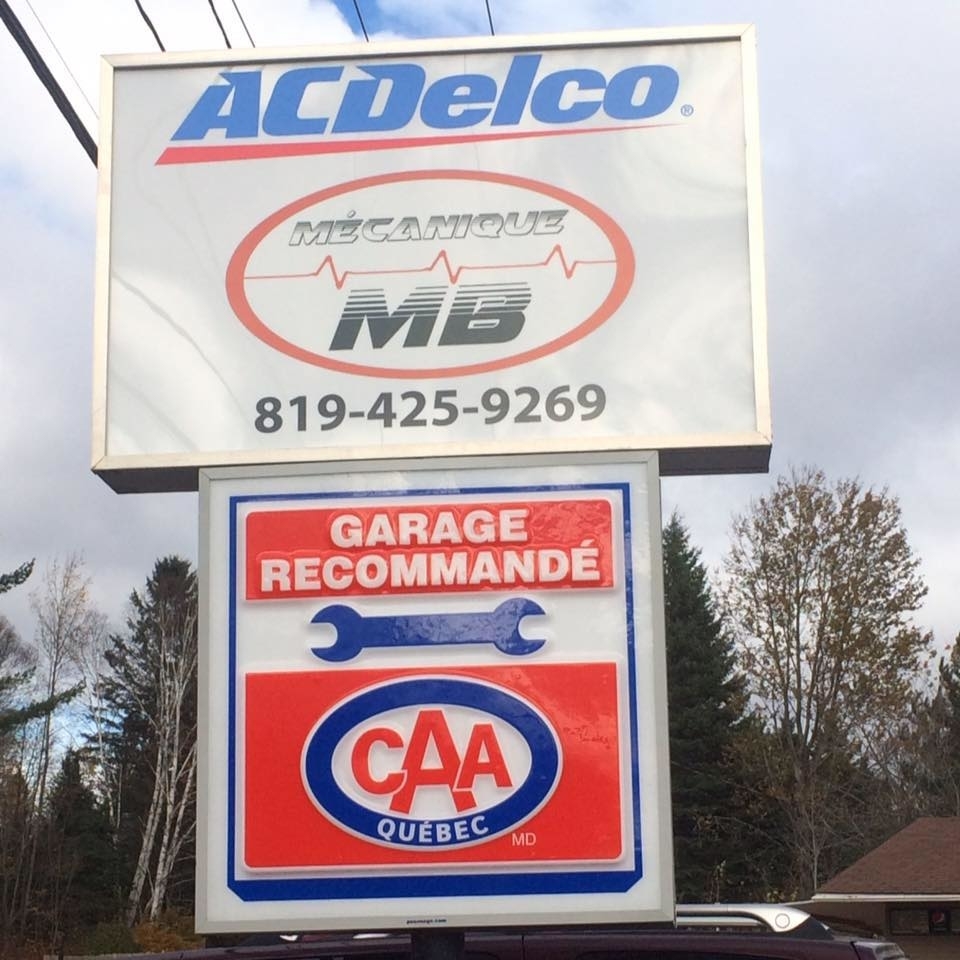 ACDelco®
MÉCANIQUE
MB
819-425-9269
GARAGE
RECOMMANDÉ
CAA
QUÉBEC
MD